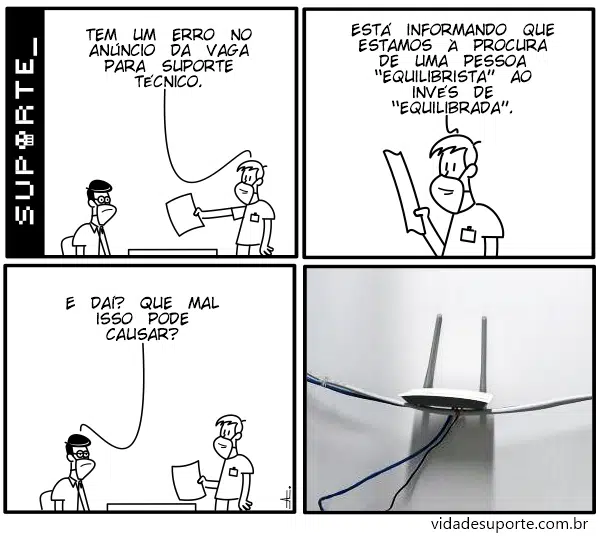 SUPORTE_
TEM UM ERRO NO
ANÚNCIO DA VAGA
PARA SUPORTE
TÉCNICO.
ESTÁ INFORMANDO QUE
ESTAMOS À PROCURA
DE UMA PESSOA
"EQUILIBRISTA" AO
INVÉS DE
"EQUILIBRADA".
E DAÍ? QUE MAL
ISSO PODE
CAUSAR?
vidadesuporte.com.br